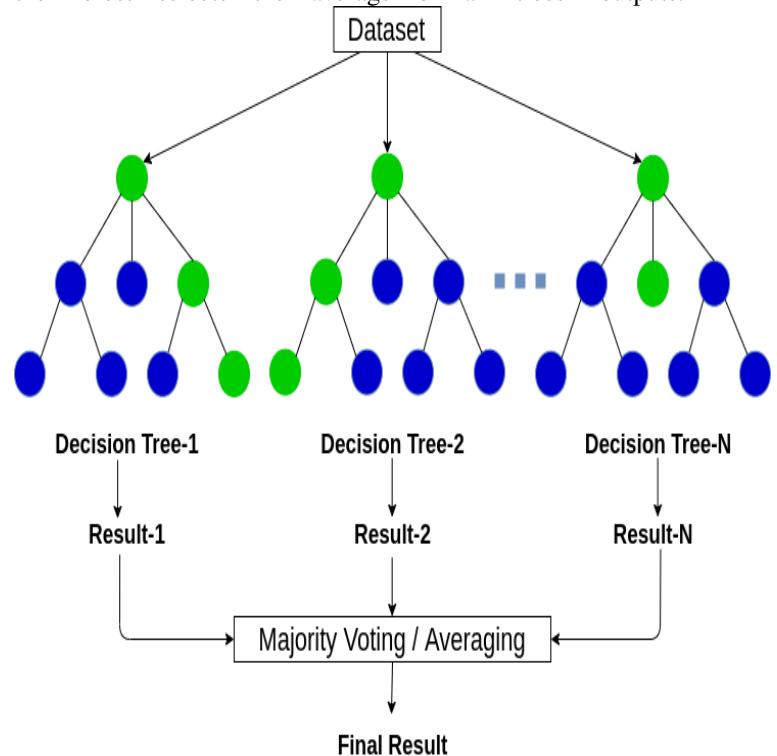 Dataset
Decision Tree-1 Decision Tree-2 Decision Tree-N
Result-1 Result-2 Result-N
Majority Voting / Averaging
Final Result